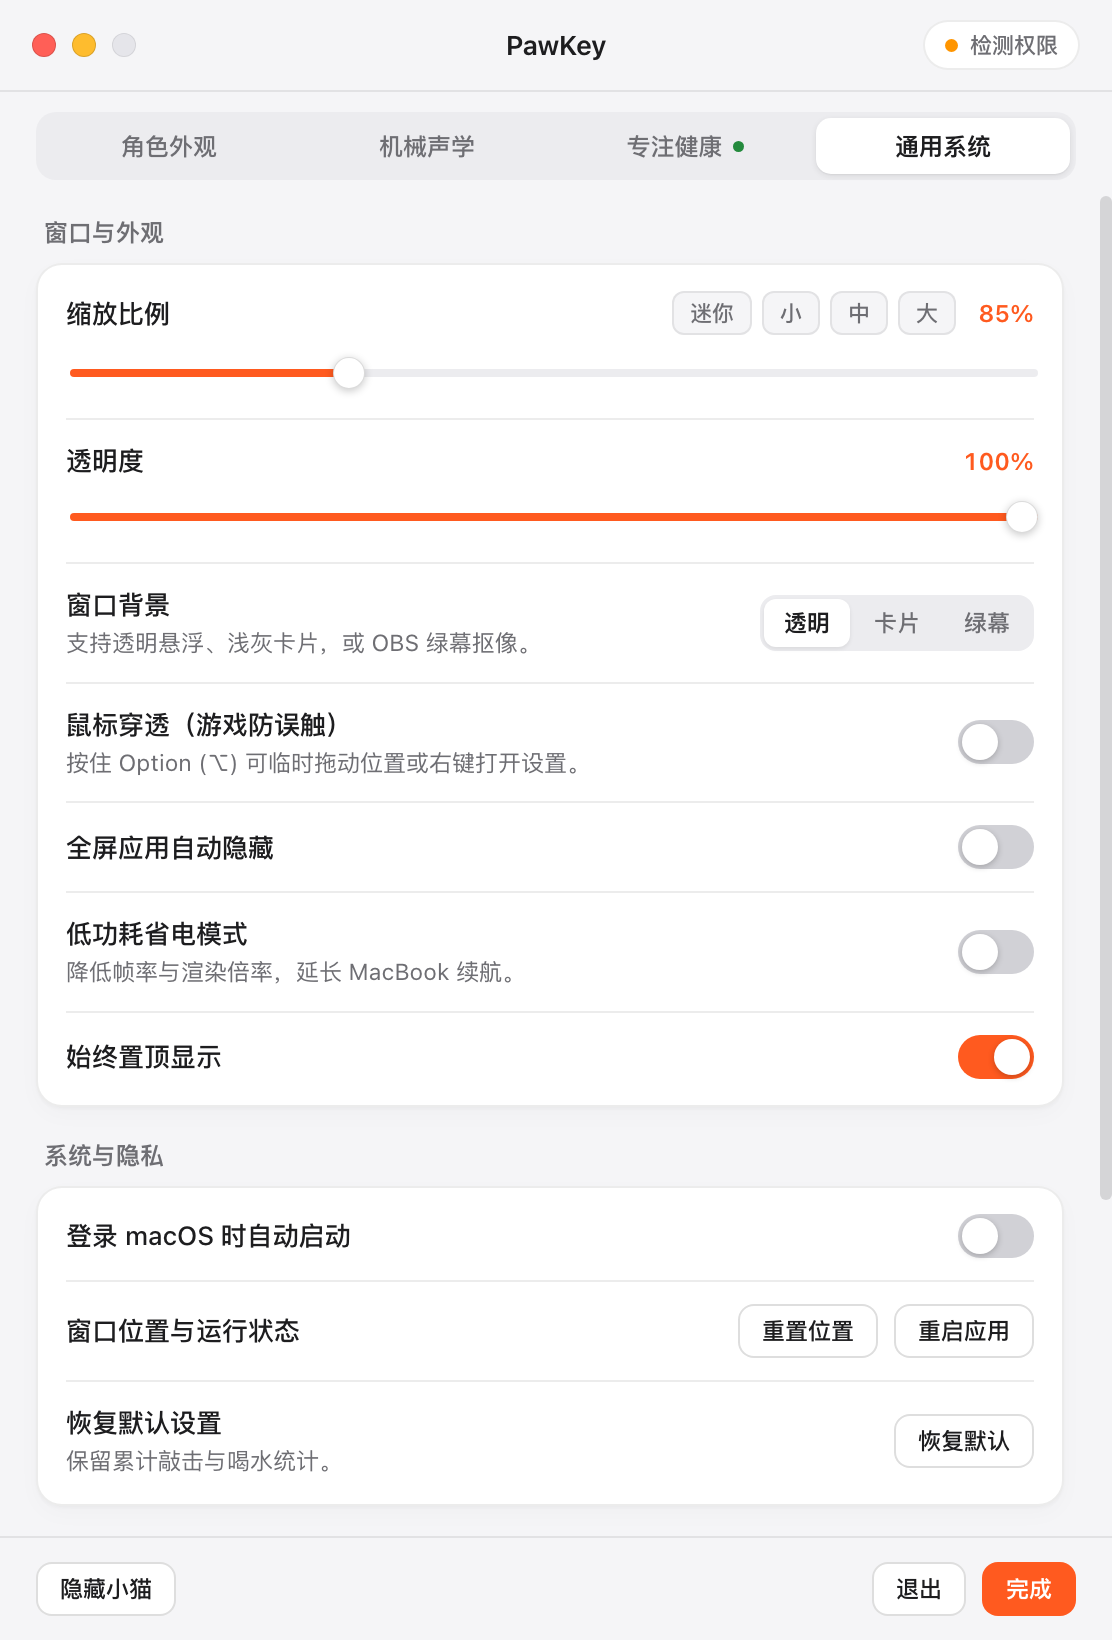 PawKey
检测权限
角色外观
机械声学
专注健康
通用系统
窗口与外观
缩放比例
迷你
小
中
大
85%
透明度
100%
窗口背景
支持透明悬浮、浅灰卡片，或 OBS 绿幕抠像。
透明
卡片
绿幕
鼠标穿透（游戏防误触）
按住 Option (⌥) 可临时拖动位置或右键打开设置。
全屏应用自动隐藏
低功耗省电模式
降低帧率与渲染倍率，延长 MacBook 续航。
始终置顶显示
系统与隐私
登录 macOS 时自动启动
窗口位置与运行状态
重置位置
重启应用
恢复默认设置
保留累计敲击与喝水统计。
恢复默认
隐藏小猫
退出
完成